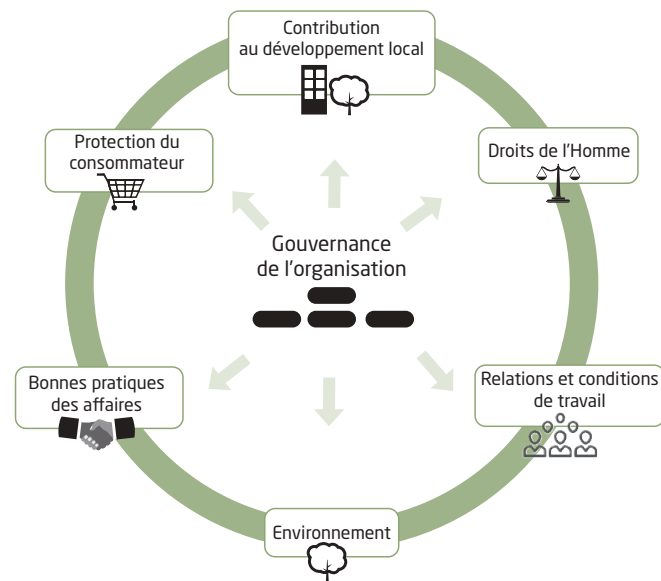 Contribution
au développement local
Protection du
consommateur
Droits de l'Homme
Gouvernance
de l'organisation
Bonnes pratiques
des affaires
Relations et conditions
de travail
Environnement